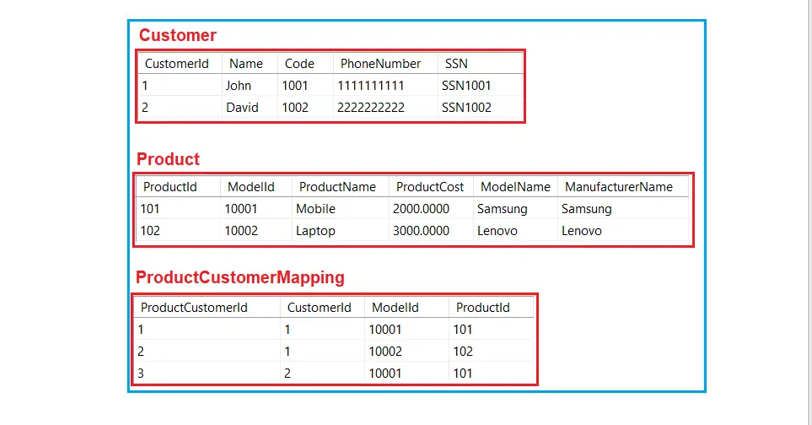 Customer
CustomerId Name Code PhoneNumber SSN
1 John 1001 1111111111 SSN1001
2 David 1002 2222222222 SSN1002
Product
ProductId ModelId ProductName ProductCost ModelName ManufacturerName
101 10001 Mobile 2000.0000 Samsung Samsung
102 10002 Laptop 3000.0000 Lenovo Lenovo
ProductCustomerMapping
ProductCustomerId CustomerId ModelId ProductId
1 1 10001 101
2 1 10002 102
3 2 10001 101